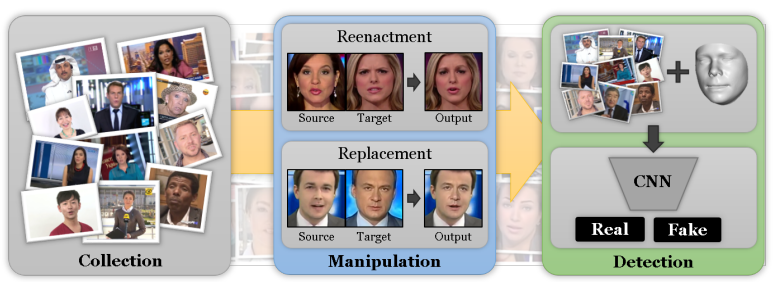 Reenactment
Source Target Output
Replacement
Source Target Output
+
CNN
Real Fake
Collection Manipulation Detection